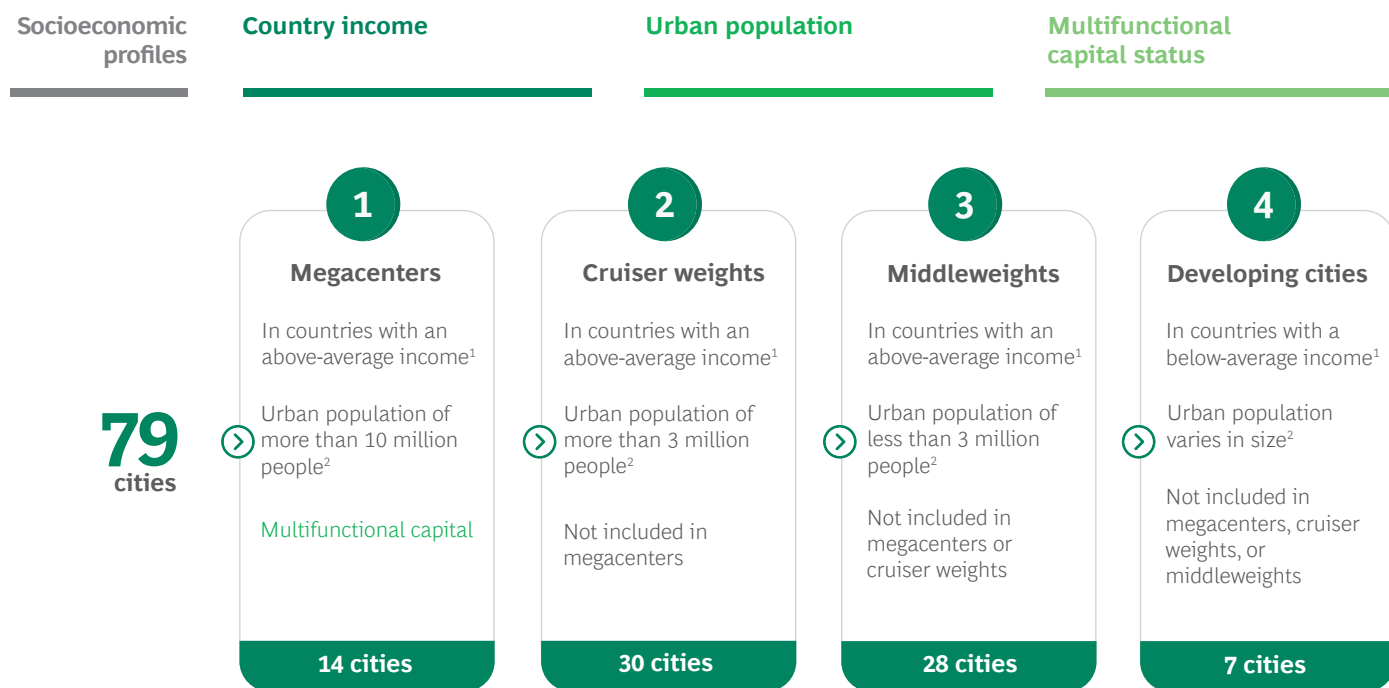 Socioeconomic
profiles
Country income
Urban population
Multifunctional
capital status
79
cities
1
Megacenters
In countries with an
above-average income¹
Urban population of
more than 10 million
people²
Multifunctional capital
14 cities
2
Cruiser weights
In countries with an
above-average income¹
Urban population of
more than 3 million
people²
Not included in
megacenters
30 cities
3
Middleweights
In countries with an
above-average income¹
Urban population of
less than 3 million
people²
Not included in
megacenters or
cruiser weights
28 cities
4
Developing cities
In countries with a
below-average income¹
Urban population
varies in size²
Not included in
megacenters, cruiser
weights, or
middleweights
7 cities